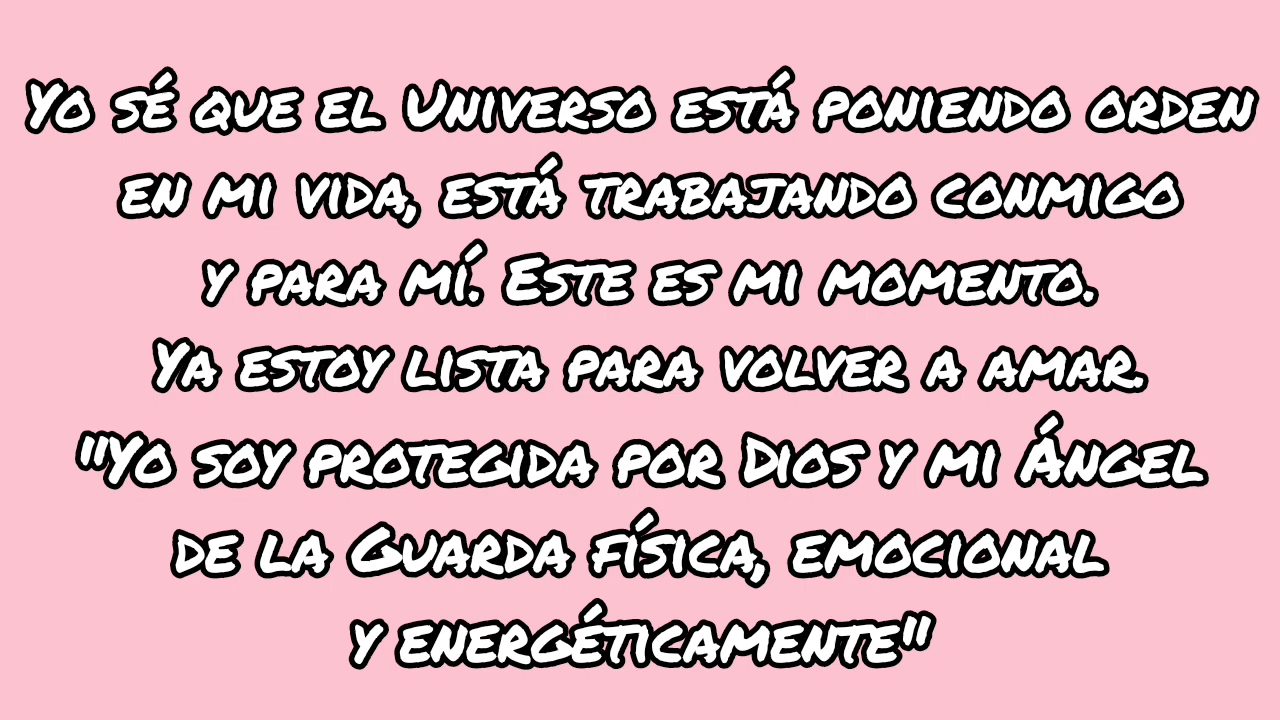 Yo sé que el Universo está poniendo orden
en mi vida, está trabajando conmigo
y para mí. Este es mi momento.
Ya estoy lista para volver a amar.
"Yo soy protegida por Dios y mi Ángel
de la Guarda física, emocional
y energéticamente"